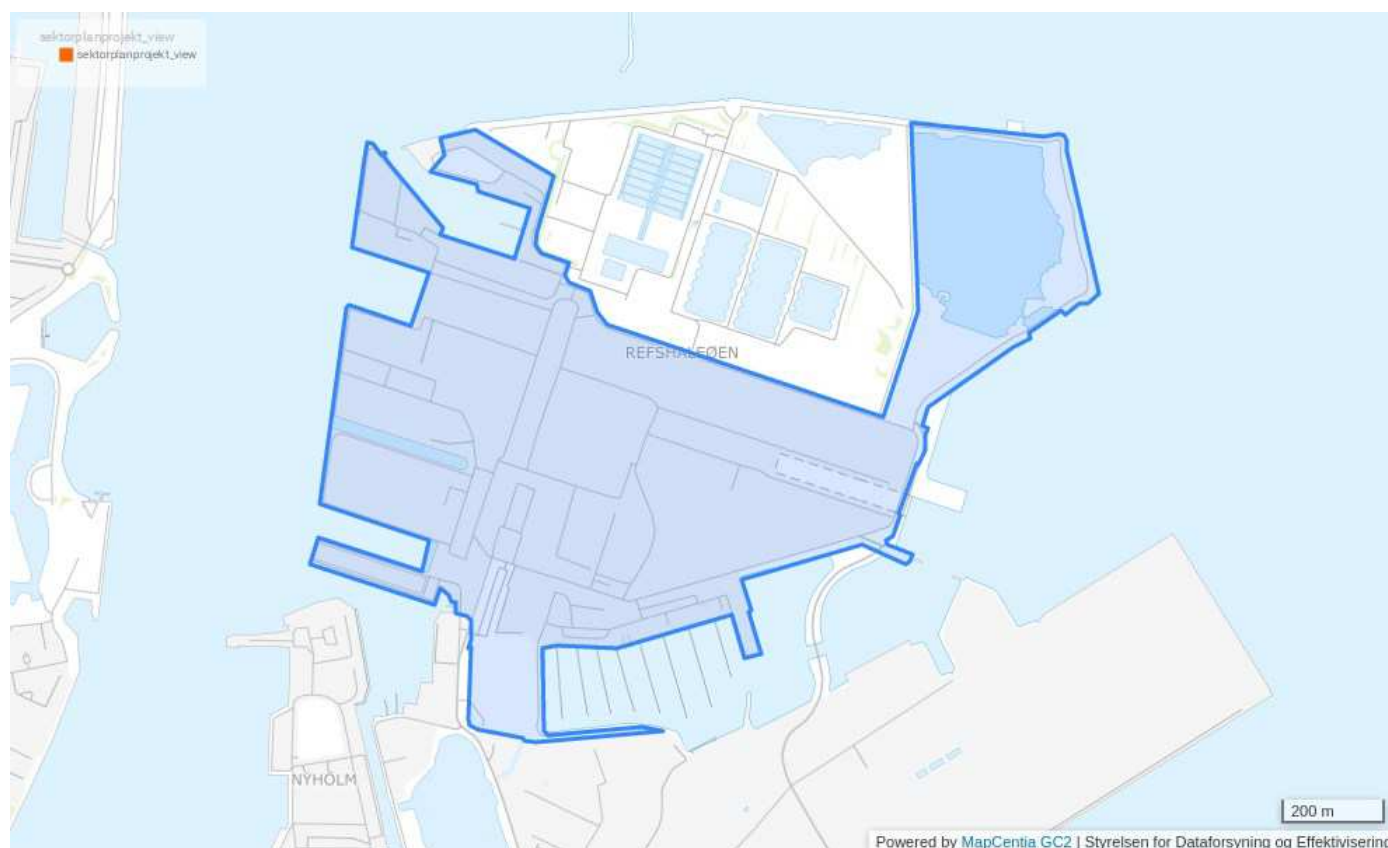 sektorplanprojekt_view
sektorplanprojekt_view
REFSHALEØEN
NYHOLM
200 m
Powered by MapCentia GC2 | Styrelsen for Dataforsyning og Effektivisering